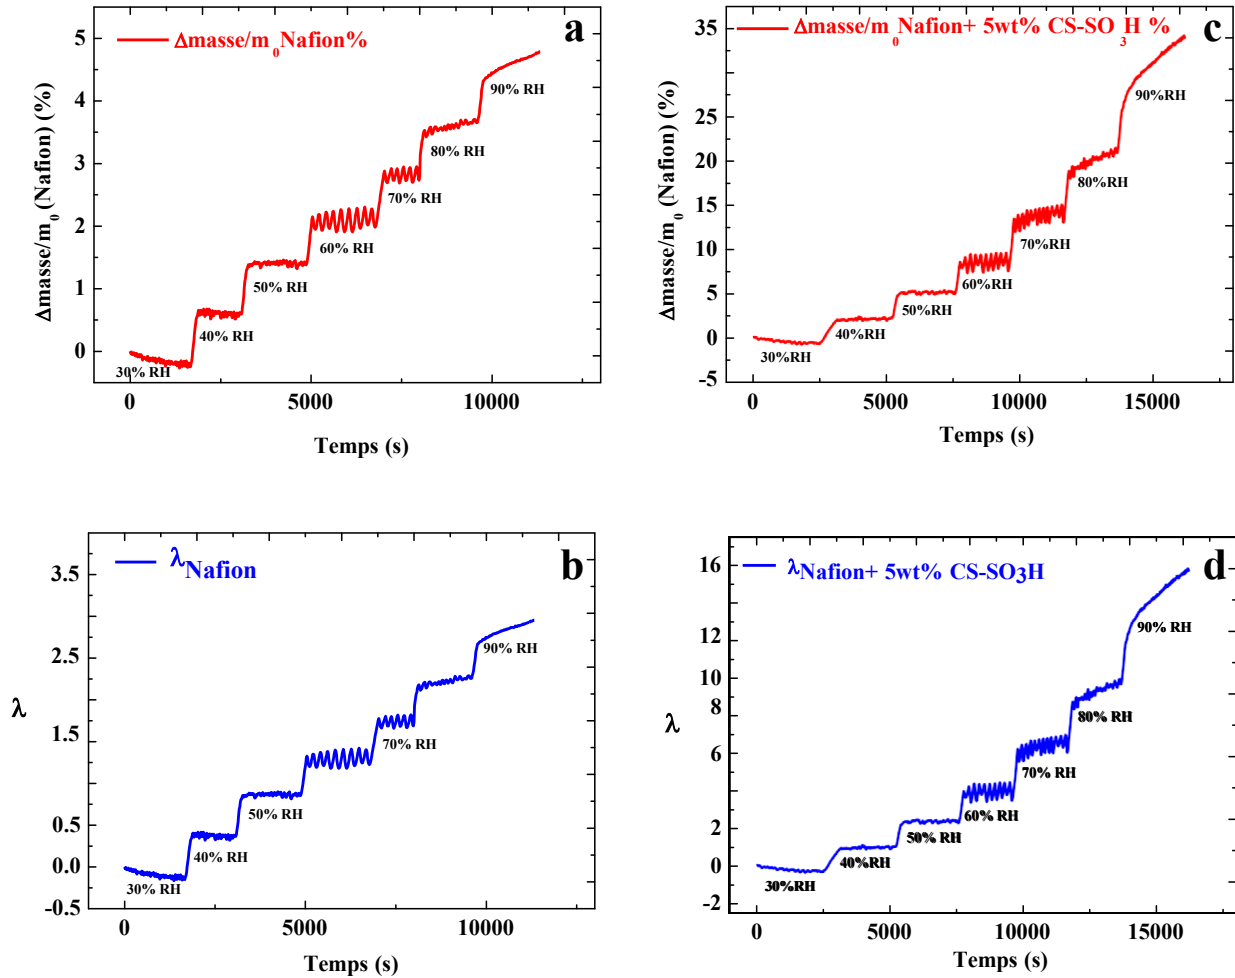 Δmasse/m₀Nafion%
a
Δmasse/m₀ (Nafion) (%)
5
4
3
2
1
0
30% RH
40% RH
50% RH
60% RH
70% RH
80% RH
90% RH
0
5000
10000
Temps (s)
Δmasse/m₀Nafion+ 5wt% CS-SO₃H %
c
Δmasse/m₀ (Nafion) (%)
35
30
25
20
15
10
5
0
-5
30%RH
40%RH
50%RH
60%RH
70%RH
80%RH
90%RH
0
5000
10000
15000
Temps (s)
λNafion
b
λ
3.5
2.5
1.5
0.5
0.0
-0.5
30% RH
40% RH
50% RH
70% RH
90% RH
0
5000
10000
Temps (s)
λNafion+ 5wt% CS-SO3H
d
λ
16
12
10
8
6
4
2
0
-2
30%RH
40%RH
50% RH
60% RH
70% RH
80% RH
90% RH
0
5000
10000
15000
Temps (s)